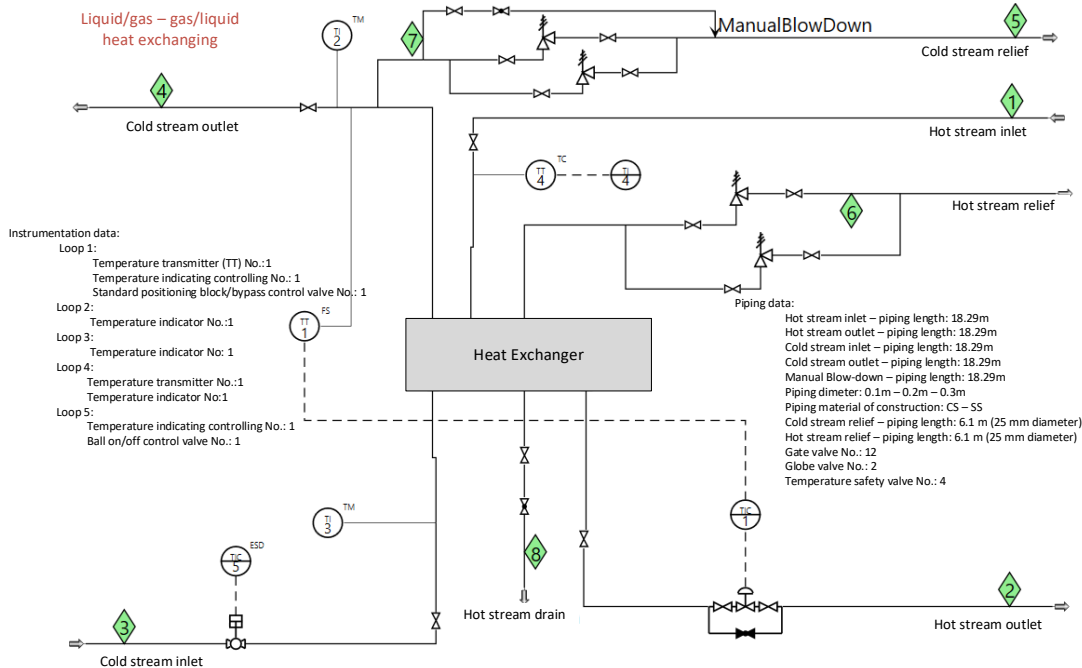 Liquid/gas – gas/liquid
heat exchanging
TI
2
TM
7
ManualBlowDown
5
Cold stream relief
4
Cold stream outlet
1
Hot stream inlet
TT
4
TC
TI
4
6
Hot stream relief
Instrumentation data:
Loop 1:
Temperature transmitter (TT) No.:1
Temperature indicating controlling No.: 1
Standard positioning block/bypass control valve No.: 1
Loop 2:
Temperature indicator No.:1
Loop 3:
Temperature indicator No: 1
Loop 4:
Temperature transmitter No.:1
Temperature indicator No:1
Loop 5:
Temperature indicating controlling No.: 1
Ball on/off control valve No.: 1
TT
1
FS
Heat Exchanger
Piping data:
Hot stream inlet – piping length: 18.29m
Hot stream outlet – piping length: 18.29m
Cold stream inlet – piping length: 18.29m
Cold stream outlet – piping length: 18.29m
Manual Blow-down – piping length: 18.29m
Piping dimeter: 0.1m – 0.2m – 0.3m
Piping material of construction: CS – SS
Cold stream relief – piping length: 6.1 m (25 mm diameter)
Hot stream relief – piping length: 6.1 m (25 mm diameter)
Gate valve No.: 12
Globe valve No.: 2
Temperature safety valve No.: 4
TI
3
TM
TIC
1
TIC
5
ESD
8
Hot stream drain
2
Hot stream outlet
3
Cold stream inlet